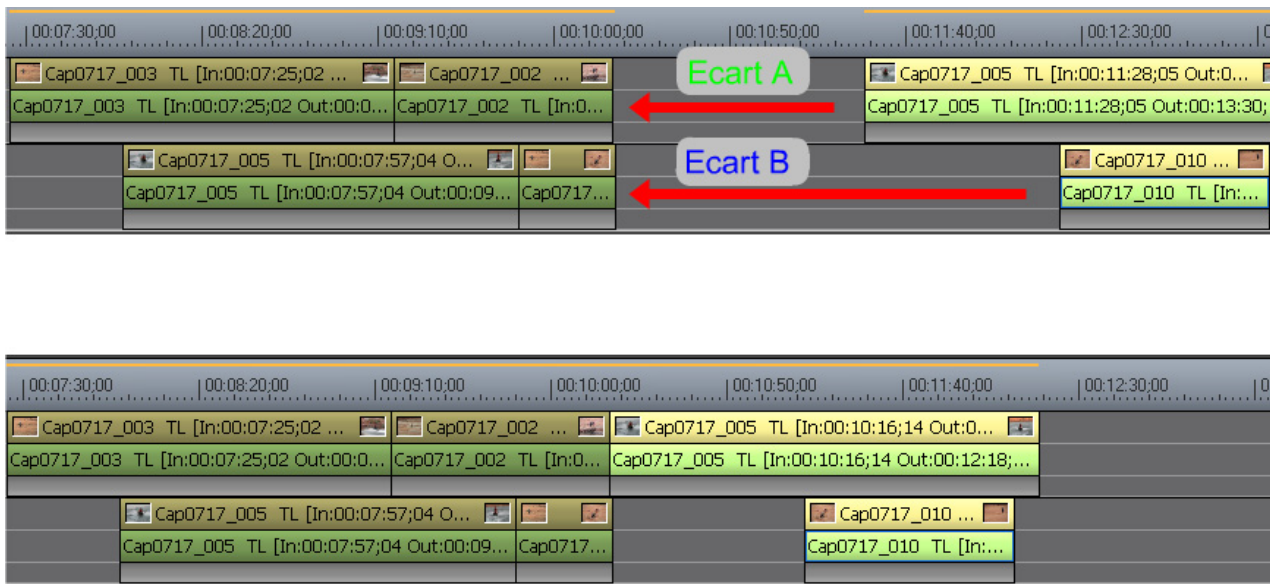 00:07:30;00 00:08:20;00 00:09:10;00 00:10:00;00 00:10:50;00 00:11:40;00 00:12:30;00 0
Cap0717_003 TL [In:00:07:25;02 ... Cap0717_002 ... Ecart A Cap0717_005 TL [In:00:11:28;05 Out:0...
Cap0717_003 TL [In:00:07:25;02 Out:00:0... Cap0717_002 TL [In:0... Cap0717_005 TL [In:00:11:28;05 Out:00:13:30;
Cap0717_005 TL [In:00:07:57;04 O... Ecart B Cap0717_010 ...
Cap0717_005 TL [In:00:07:57;04 Out:00:09... Cap0717... Cap0717_010 TL [In:...
00:07:30;00 00:08:20;00 00:09:10;00 00:10:00;00 00:10:50;00 00:11:40;00 00:12:30;00 0
Cap0717_003 TL [In:00:07:25;02 ... Cap0717_002 ... Cap0717_005 TL [In:00:10:16;14 Out:0...
Cap0717_003 TL [In:00:07:25;02 Out:00:0... Cap0717_002 TL [In:0... Cap0717_005 TL [In:00:10:16;14 Out:00:12:18;...
Cap0717_005 TL [In:00:07:57;04 O... Cap0717_010 ...
Cap0717_005 TL [In:00:07:57;04 Out:00:09... Cap0717... Cap0717_010 TL [In:...